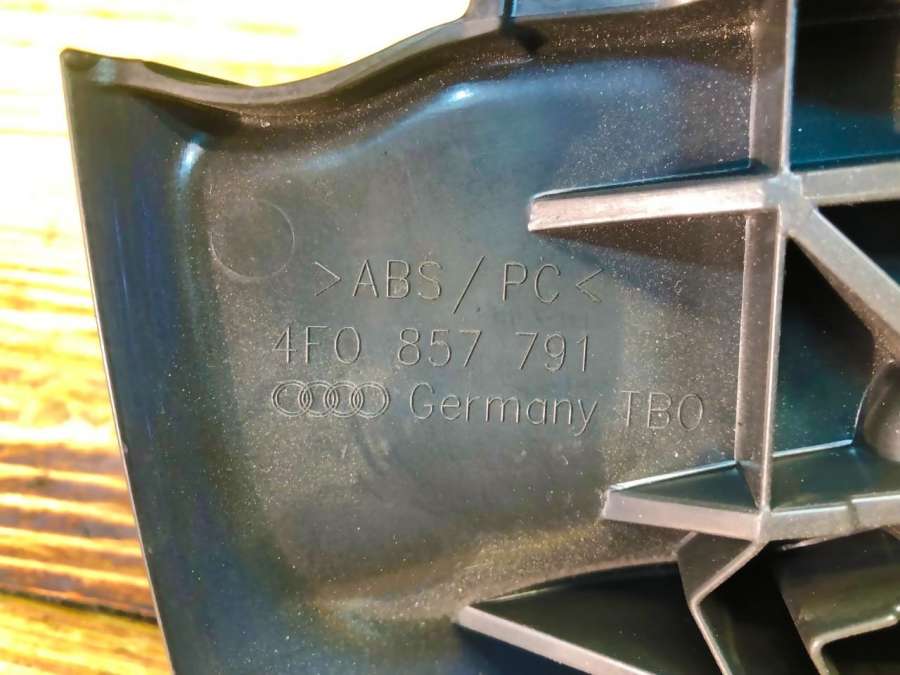 >ABS/PC<
4F0 857 791
Germany TBO